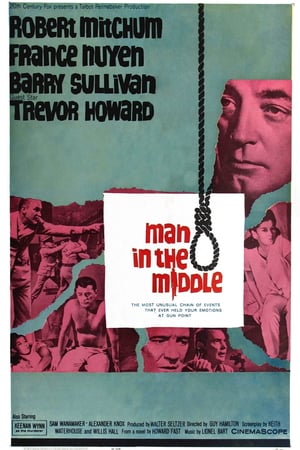 20th Century-Fox presents a Talbot-Pennebaker Production
ROBERT MITCHUM
FRANCE NUYEN
BARRY SULLIVAN
Guest Star
TREVOR HOWARD
man
in the
middle
THE MOST UNUSUAL CHAIN OF EVENTS
THAT EVER HELD YOUR EMOTIONS
AT GUN POINT
Also Starring
KEENAN WYNN
as the murderer
SAM WANAMAKER · ALEXANDER KNOX Produced by WALTER SELTZER Directed by GUY HAMILTON Screenplay by KEITH
WATERHOUSE and WILLIS HALL From a novel by HOWARD FAST Music by LIONEL BART CINEMASCOPE